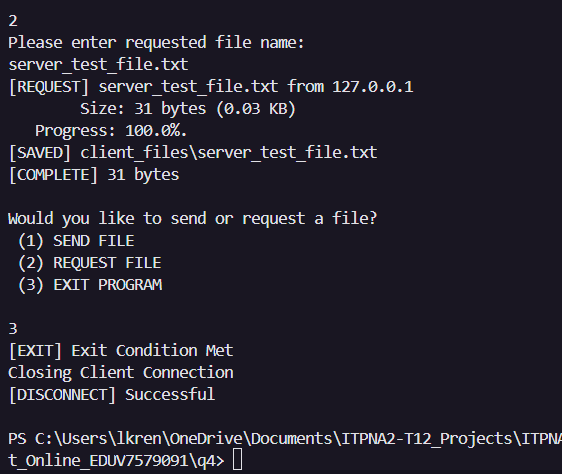 2
Please enter requested file name:
server_test_file.txt
[REQUEST] server_test_file.txt from 127.0.0.1
Size: 31 bytes (0.03 KB)
Progress: 100.0%.
[SAVED] client_files\server_test_file.txt
[COMPLETE] 31 bytes
Would you like to send or request a file?
(1) SEND FILE
(2) REQUEST FILE
(3) EXIT PROGRAM
3
[EXIT] Exit Condition Met
Closing Client Connection
[DISCONNECT] Successful
PS C:\Users\lkren\OneDrive\Documents\ITPNA2-T12_Projects\ITPNA
t_Online_EDUV7579091\q4>